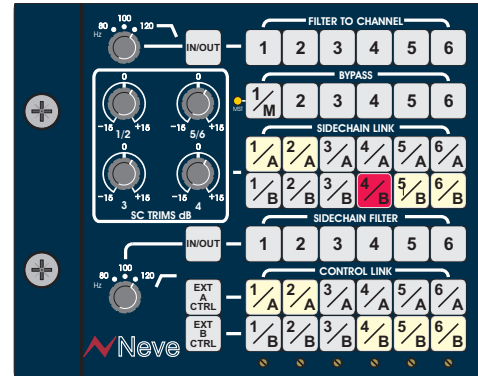 FILTER TO CHANNEL
80 100 120
Hz
IN/OUT 1 2 3 4 5 6
BYPASS
0 0
MST 1/M 2 3 4 5 6
-15 +15 -15 +15
1/2 5/6
SIDECHAIN LINK
0 0
1/A 2/A 3/A 4/A 5/A 6/A
-15 +15 -15 +15
3 4
1/B 2/B 3/B 4/B 5/B 6/B
SC TRIMS dB
SIDECHAIN FILTER
IN/OUT 1 2 3 4 5 6
80 100 120
Hz
CONTROL LINK
EXT A CTRL 1/A 2/A 3/A 4/A 5/A 6/A
EXT B CTRL 1/B 2/B 3/B 4/B 5/B 6/B
Neve